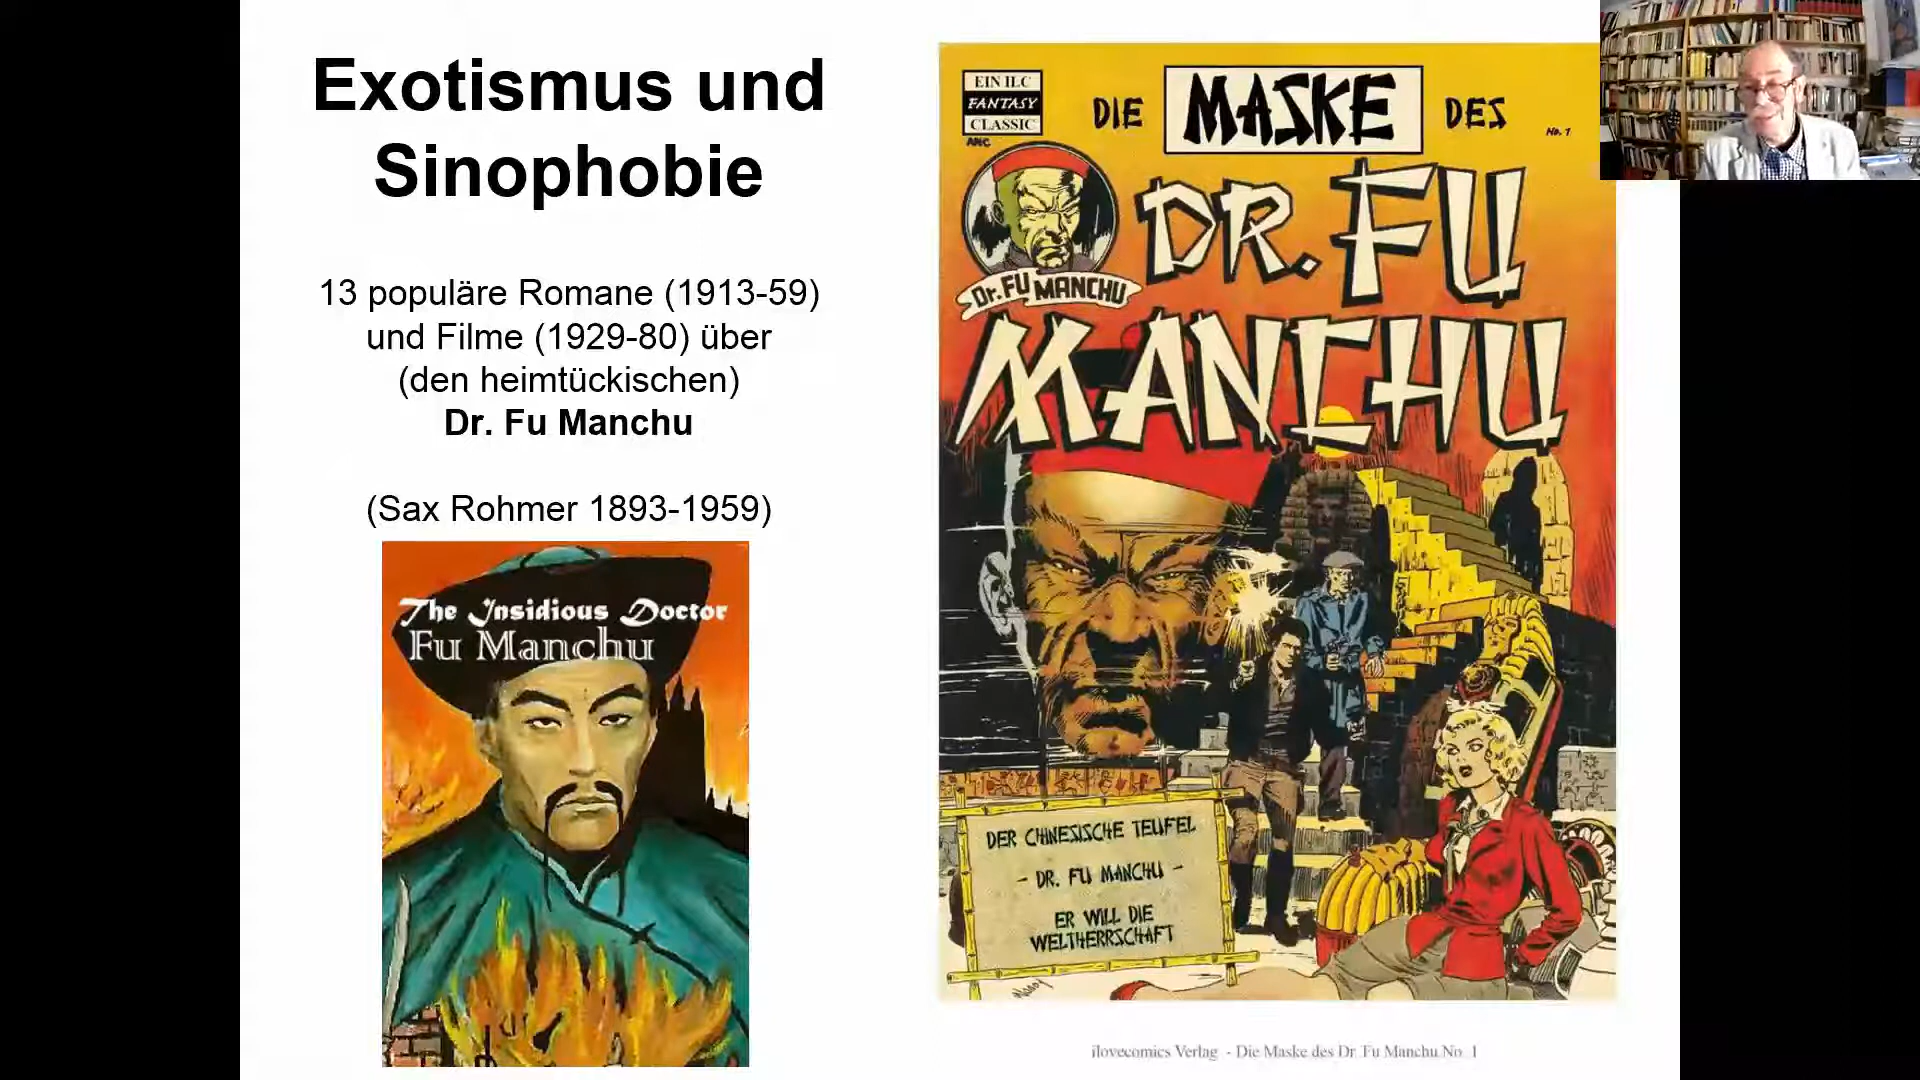 Exotismus und
Sinophobie
13 populäre Romane (1913-59)
und Filme (1929-80) über
(den heimtückischen)
Dr. Fu Manchu
(Sax Rohmer 1893-1959)
The Insidious Doctor
Fu Manchu
EIN ILC
FANTASY
CLASSIC
ANC
DIE MASKE DES
No. 1
DR. FU
MANCHU
Dr. FU MANCHU
DER CHINESISCHE TEUFEL
- DR. FU MANCHU -
ER WILL DIE
WELTHERRSCHAFT
ilovecomics Verlag - Die Maske des Dr. Fu Manchu No. 1